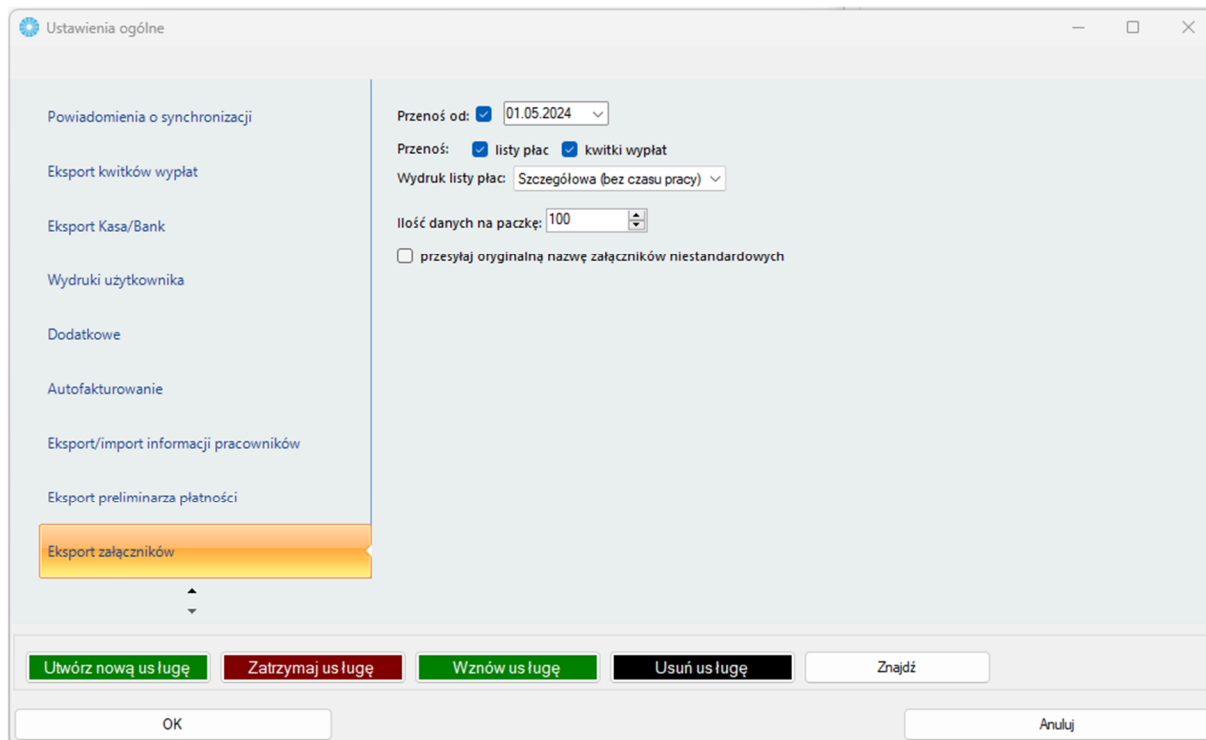 Ustawienia ogólne
Powiadomienia o synchronizacji
Eksport kwitków wypłat
Eksport Kasa/Bank
Wydruki użytkownika
Dodatkowe
Autofakturowanie
Eksport/import informacji pracowników
Eksport preliminarza płatności
Eksport załączników
Przenoś od: 01.05.2024
Przenoś: listy płac kwitki wypłat
Wydruk listy płac: Szczegółowa (bez czasu pracy)
Ilość danych na paczkę: 100
przesyłaj oryginalną nazwę załączników niestandardowych
Utwórz nową usługę Zatrzymaj usługę Wznów usługę Usuń usługę Znajdź
OK Anuluj